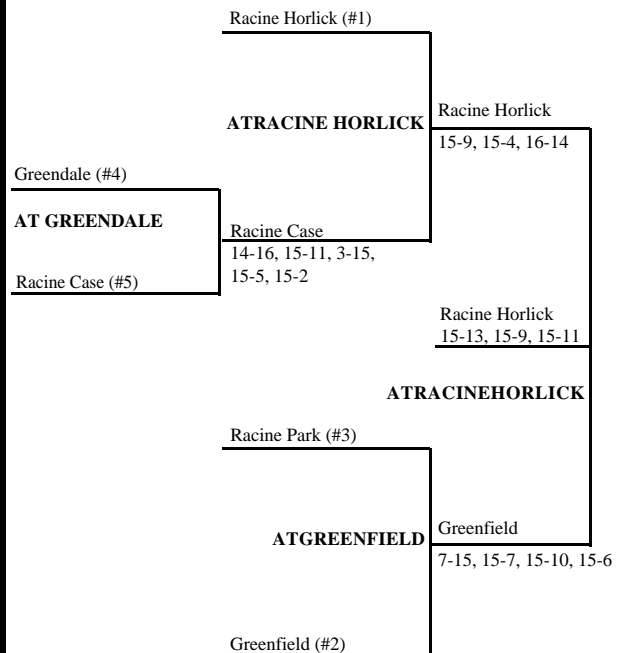 Racine Horlick (#1)
ATRACINE HORLICK
Racine Horlick
15-9, 15-4, 16-14
Greendale (#4)
AT GREENDALE
Racine Case
14-16, 15-11, 3-15,
15-5, 15-2
Racine Case (#5)
Racine Horlick
15-13, 15-9, 15-11
ATRACINEHORLICK
Racine Park (#3)
ATGREENFIELD
Greenfield
7-15, 15-7, 15-10, 15-6
Greenfield (#2)